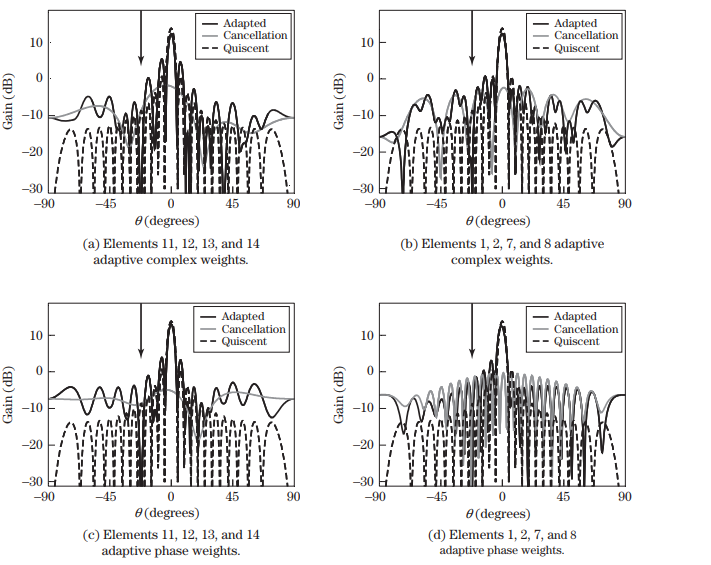 Adapted
Cancellation
Quiscent
10
0
−10
−20
−30
Gain (dB)
−90
−45
0
45
90
θ (degrees)
(a) Elements 11, 12, 13, and 14
adaptive complex weights.
Adapted
Cancellation
Quiscent
10
0
−10
−20
−30
Gain (dB)
−90
−45
0
45
90
θ (degrees)
(b) Elements 1, 2, 7, and 8 adaptive
complex weights.
Adapted
Cancellation
Quiscent
10
0
−10
−20
−30
Gain (dB)
−90
−45
0
45
90
θ (degrees)
(c) Elements 11, 12, 13, and 14
adaptive phase weights.
Adapted
Cancellation
Quiscent
10
0
−10
−20
−30
Gain (dB)
−90
−45
0
45
90
θ (degrees)
(d) Elements 1, 2, 7, and 8
adaptive phase weights.